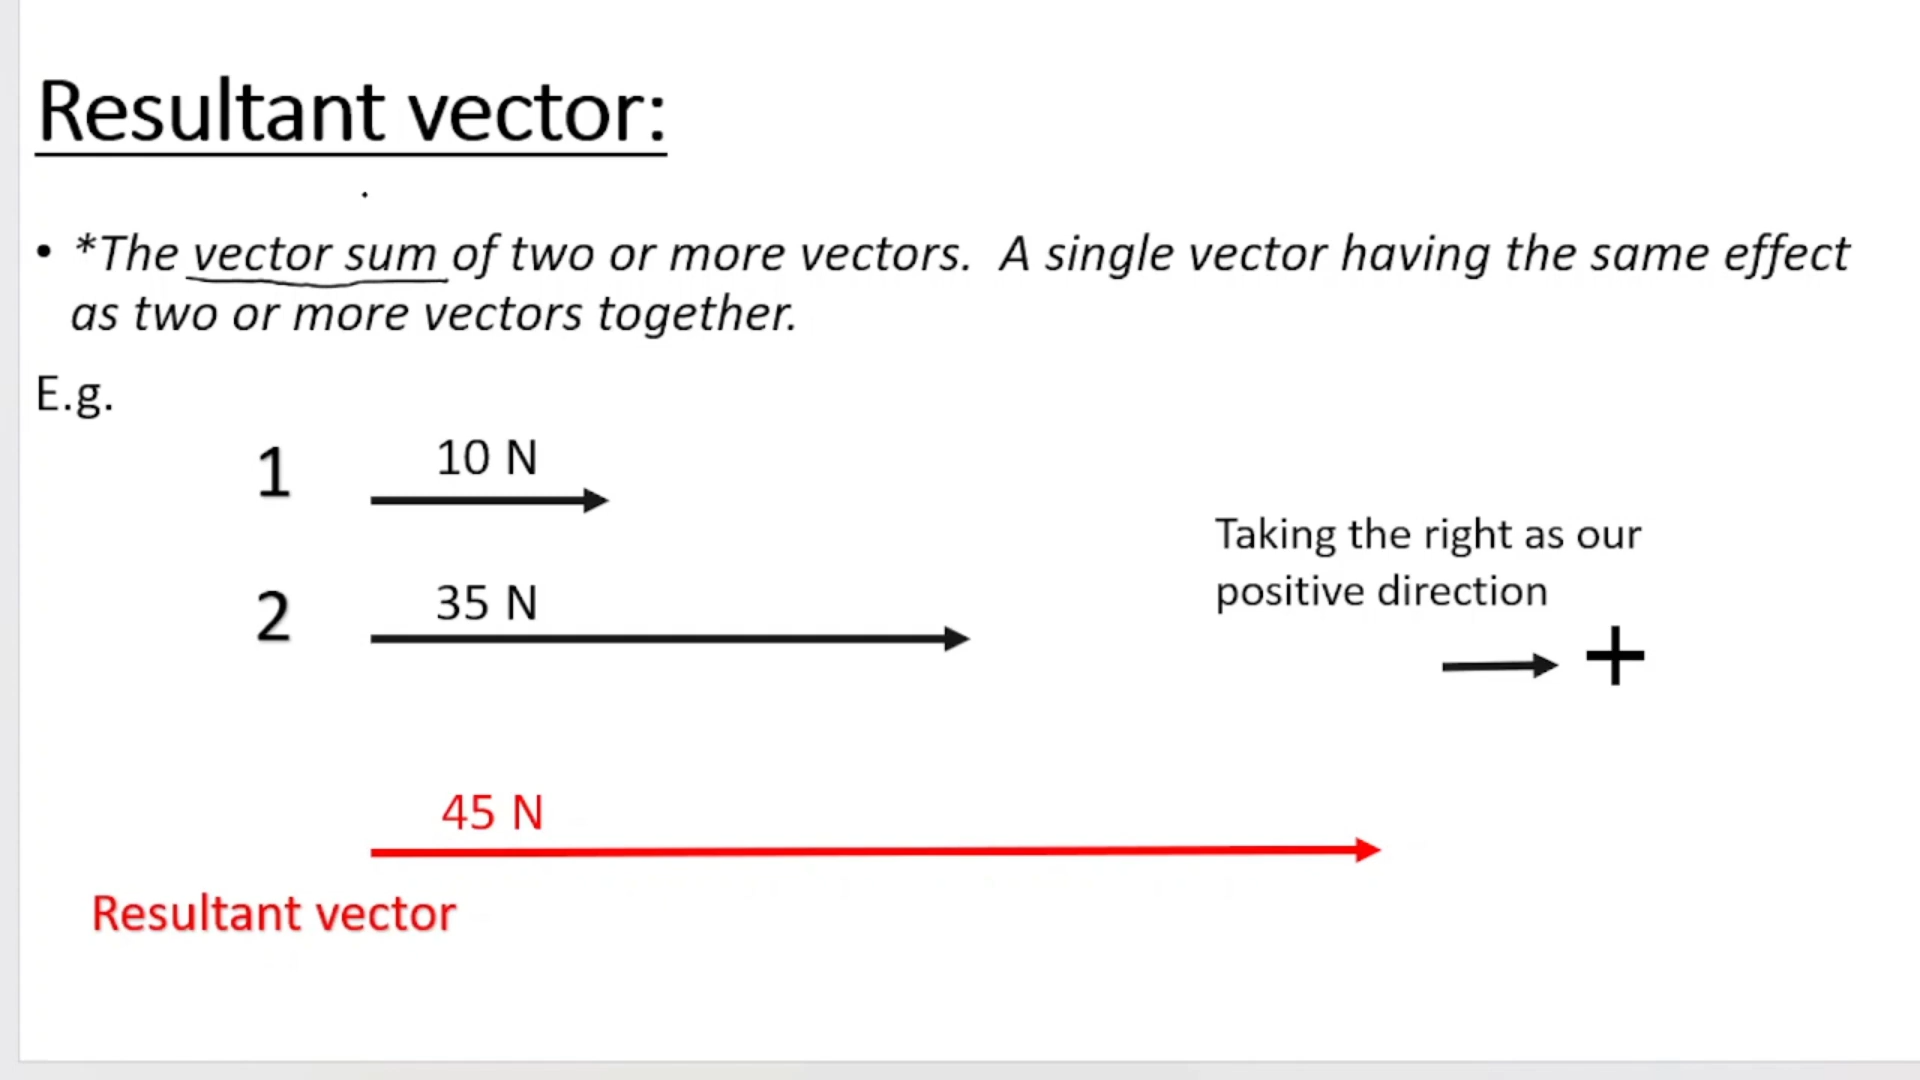 Resultant vector:
• *The vector sum of two or more vectors. A single vector having the same effect
as two or more vectors together.
E.g.
1
10 N
2
35 N
Taking the right as our
positive direction
+
45 N
Resultant vector